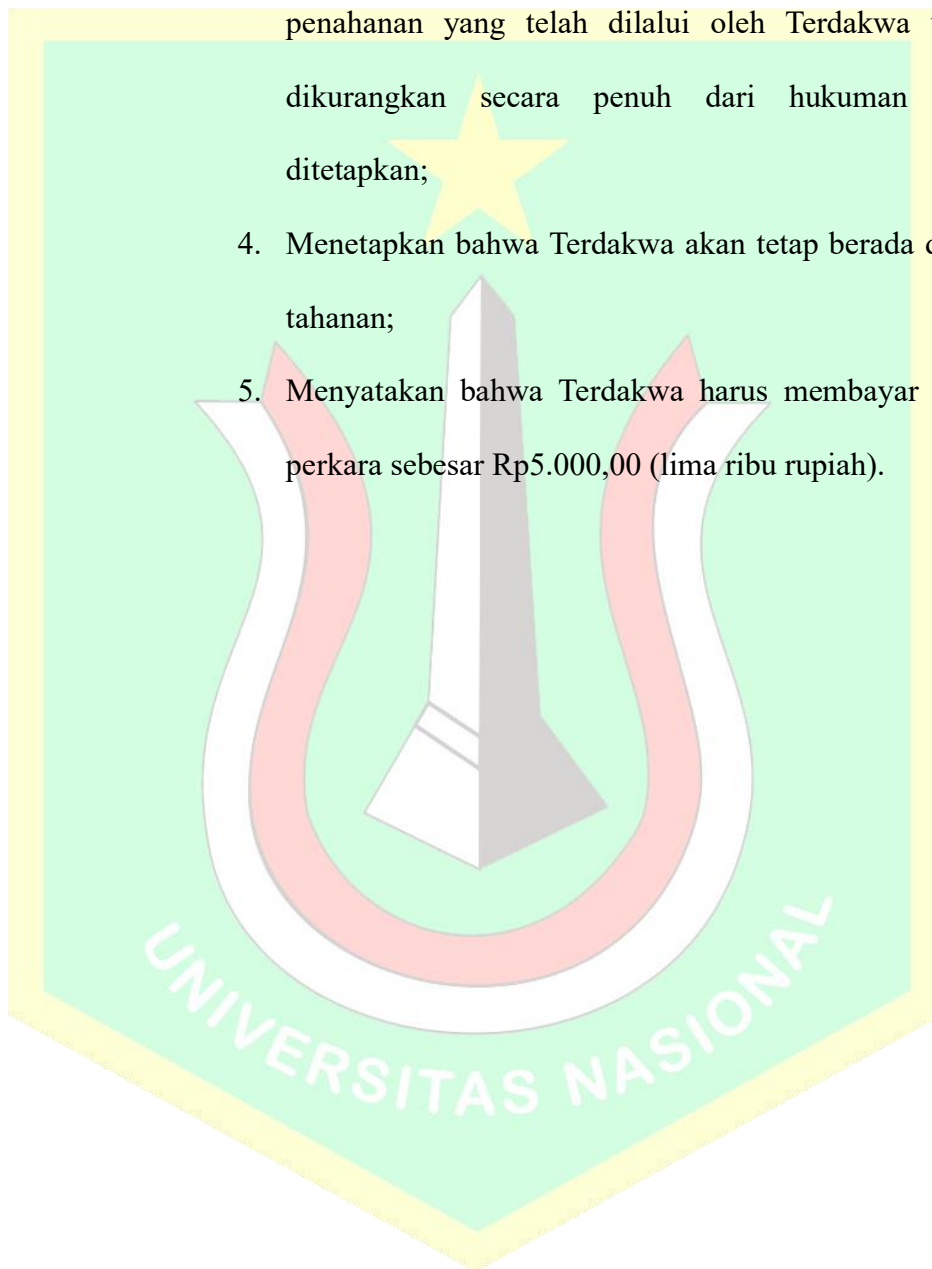 penahanan yang telah dilalui oleh Terdakwa
dikurangkan secara penuh dari hukuman
ditetapkan;
4. Menetapkan bahwa Terdakwa akan tetap berada
tahanan;
5. Menyatakan bahwa Terdakwa harus membayar
perkara sebesar Rp5.000,00 (lima ribu rupiah).
UNIVERSITAS NASIONAL